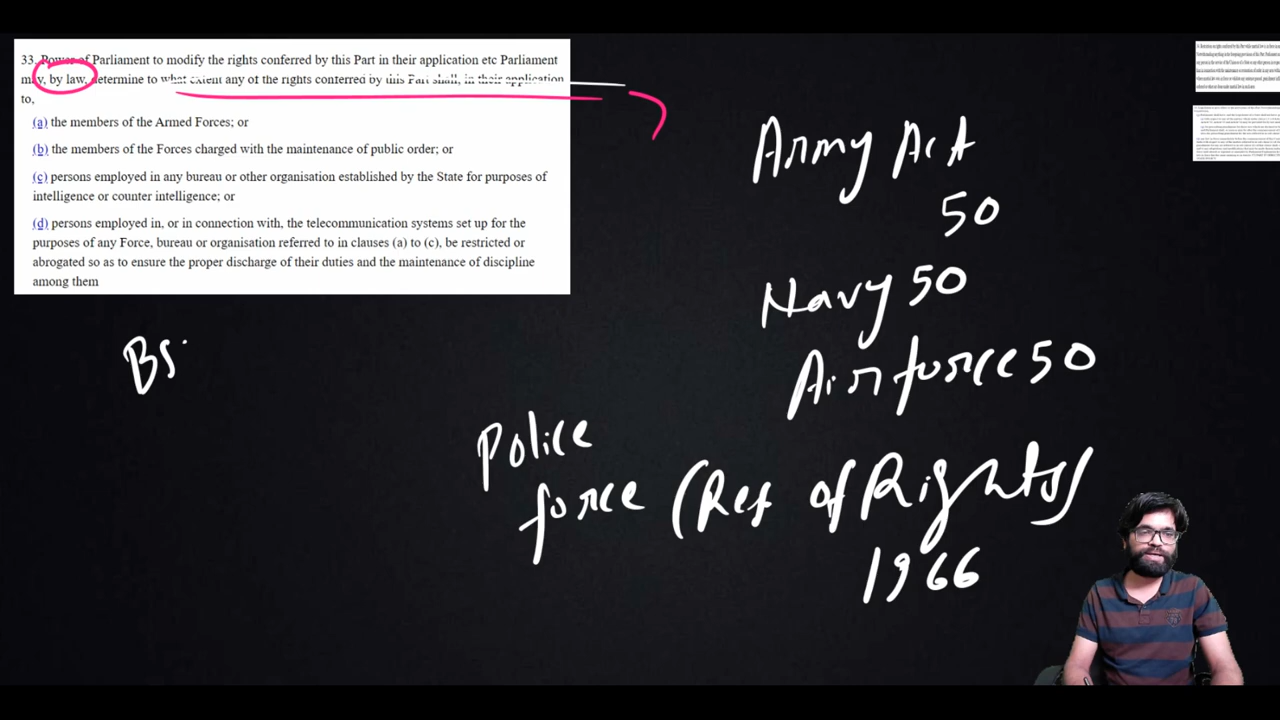 33. Power of Parliament to modify the rights conferred by this Part in their application etc Parliament
may, by law, determine to what extent any of the rights conferred by this Part shall, in their application
to,
(a) the members of the Armed Forces; or
(b) the members of the Forces charged with the maintenance of public order; or
(c) persons employed in any bureau or other organisation established by the State for purposes of
intelligence or counter intelligence; or
(d) persons employed in, or in connection with, the telecommunication systems set up for the
purposes of any Force, bureau or organisation referred to in clauses (a) to (c), be restricted or
abrogated so as to ensure the proper discharge of their duties and the maintenance of discipline
among them
Army Act
50
Navy 50
Airforce 50
Police
force (Res of Rights)
1966
BS